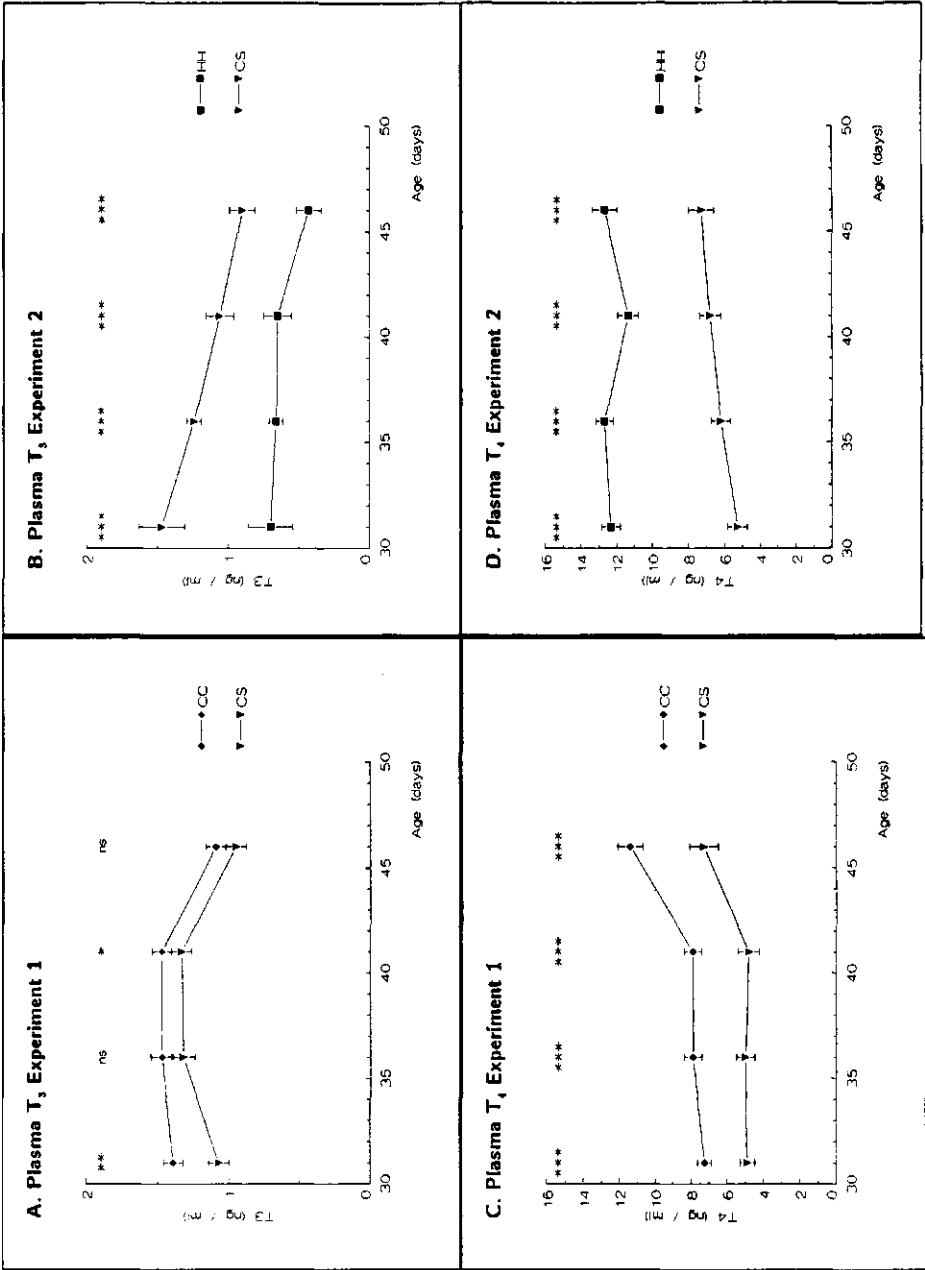 A. Plasma T₃, Experiment 1
** ns * ns
2
1
0
T3 (ng / ml)
30 35 40 45 50
Age (days)
CC
CS
B. Plasma T₃, Experiment 2
*** *** *** ***
2
1
0
T3 (ng / ml)
30 35 40 45 50
Age (days)
HH
CS
C. Plasma T₄ Experiment 1
*** *** *** ***
16
14
12
10
8
6
4
2
0
T4 (ng / ml)
30 35 40 45 50
Age (days)
CC
CS
D. Plasma T₄ Experiment 2
*** *** *** ***
16
14
12
10
8
6
4
2
0
T4 (ng / ml)
30 35 40 45 50
Age (days)
HH
CS